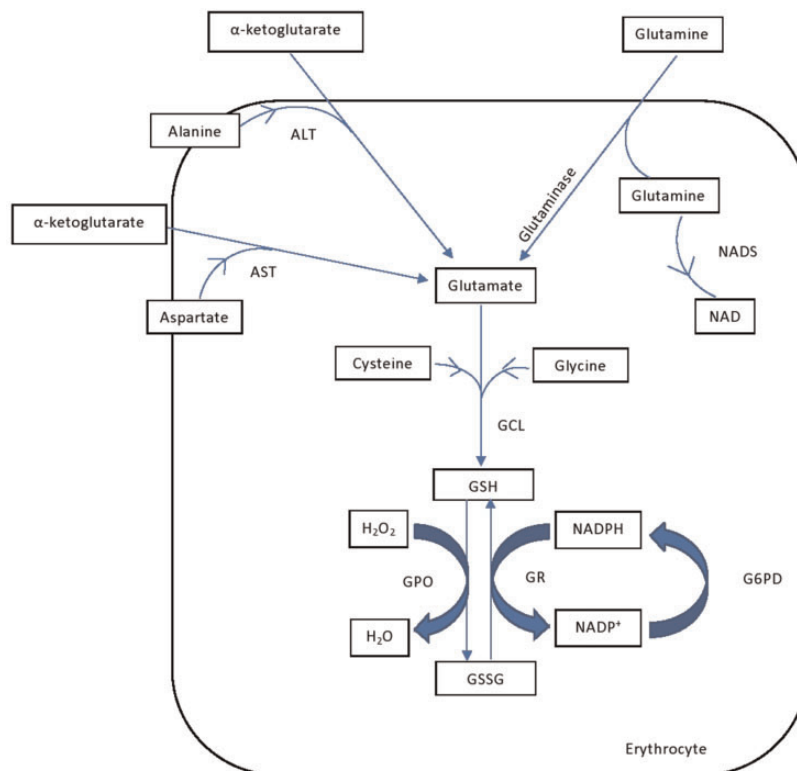 α-ketoglutarate
Glutamine
Alanine
ALT
α-ketoglutarate
AST
Aspartate
Glutaminase
Glutamine
NADS
NAD
Glutamate
Cysteine
Glycine
GCL
GSH
H₂O₂
NADPH
GPO
GR
G6PD
H₂O
NADP⁺
GSSG
Erythrocyte